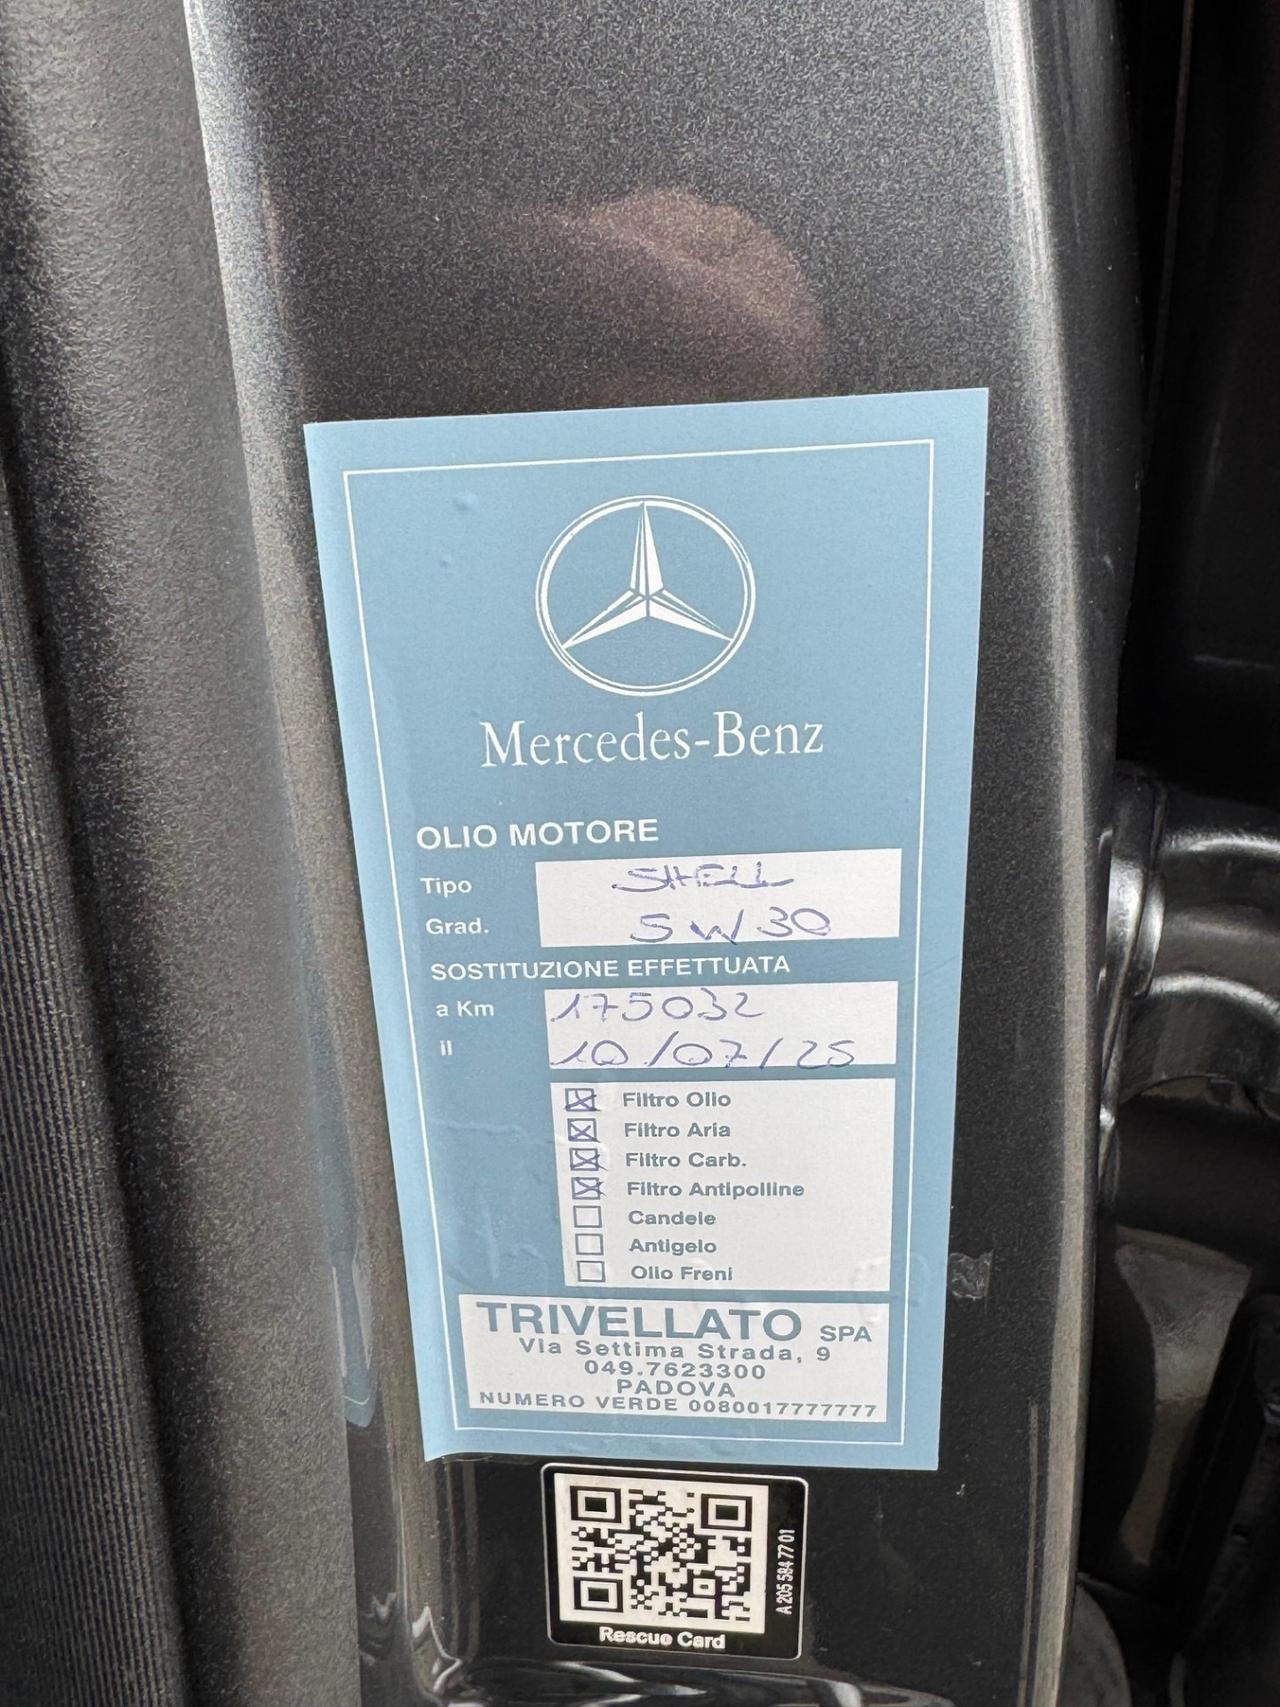 Mercedes-Benz
OLIO MOTORE
Tipo SHELL
Grad. 5W30
SOSTITUZIONE EFFETTUATA
a Km 175032
il 10/07/25
Filtro Olio
Filtro Aria
Filtro Carb.
Filtro Antipolline
Candele
Antigelo
Olio Freni
TRIVELLATO SPA
Via Settima Strada, 9
049.7623300
PADOVA
NUMERO VERDE 0080017777777
A 205 584 77 01
Rescue Card